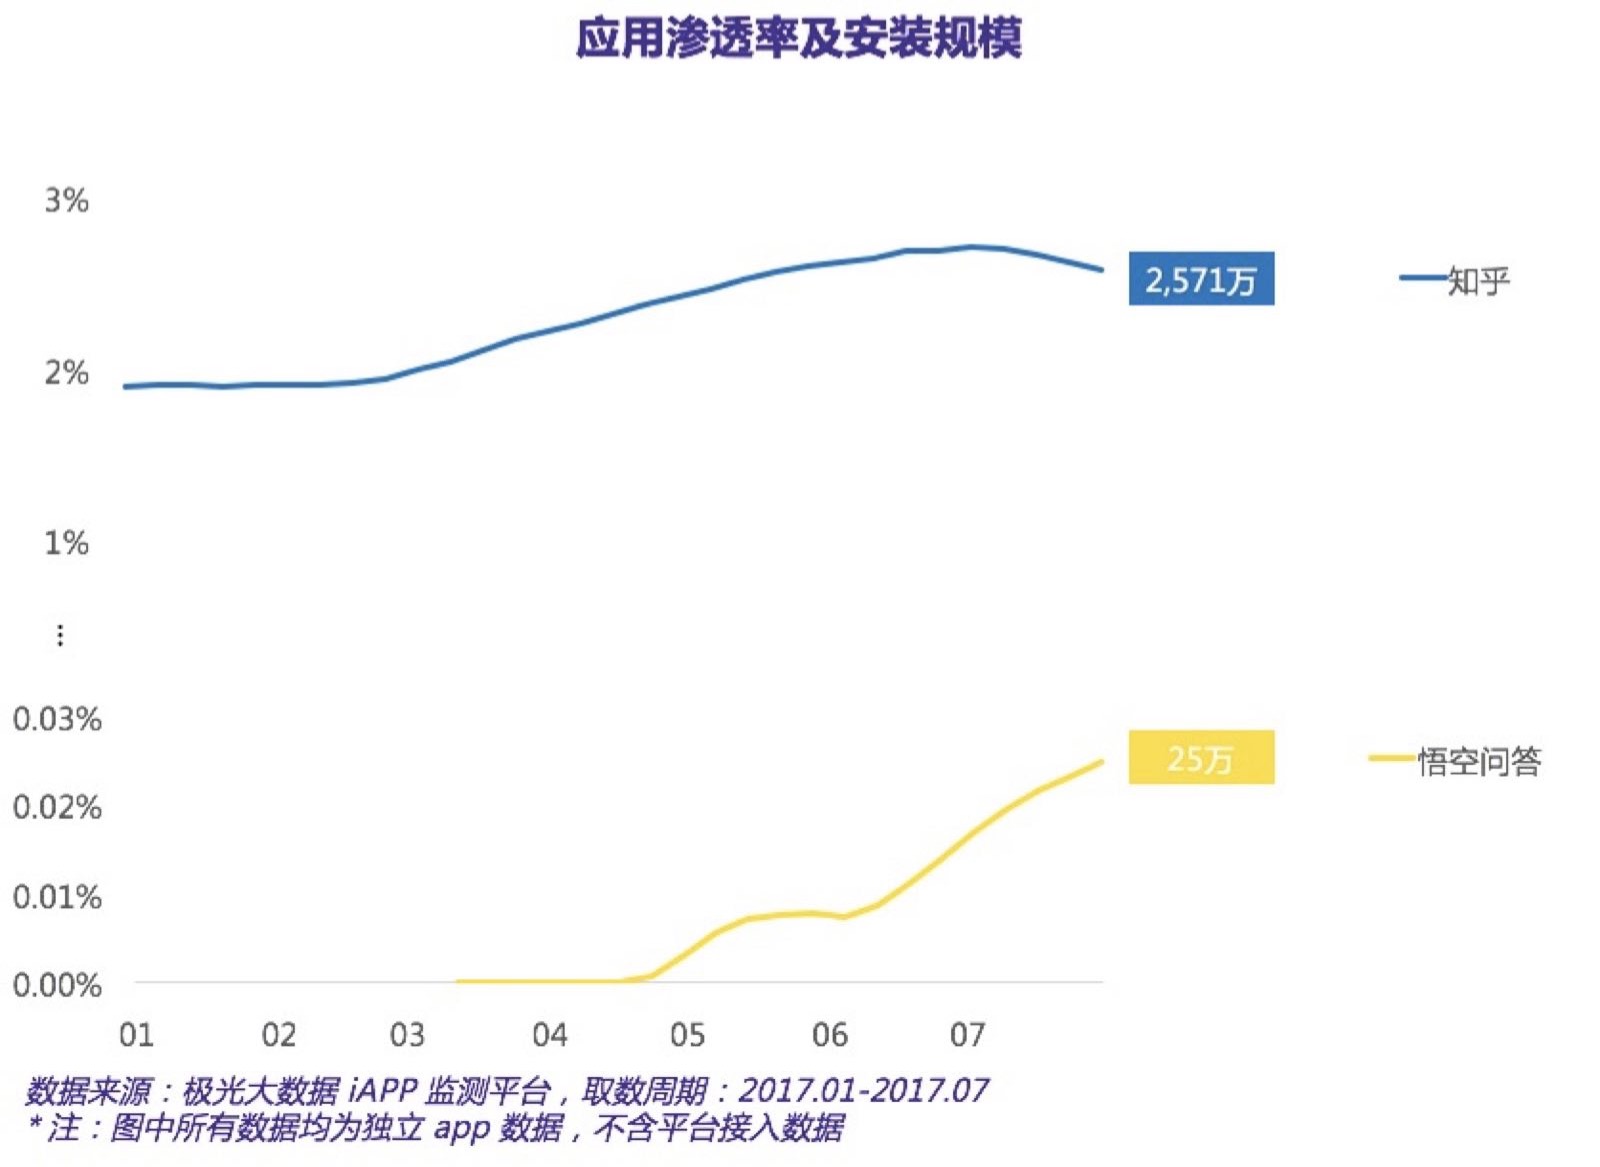 应用渗透率及安装规模
3%
2,571万
知乎
2%
1%
⋮
0.03%
25万
悟空问答
0.02%
0.01%
0.00%
01 02 03 04 05 06 07
数据来源：极光大数据 iAPP 监测平台，取数周期：2017.01-2017.07
*注：图中所有数据均为独立 app 数据，不含平台接入数据